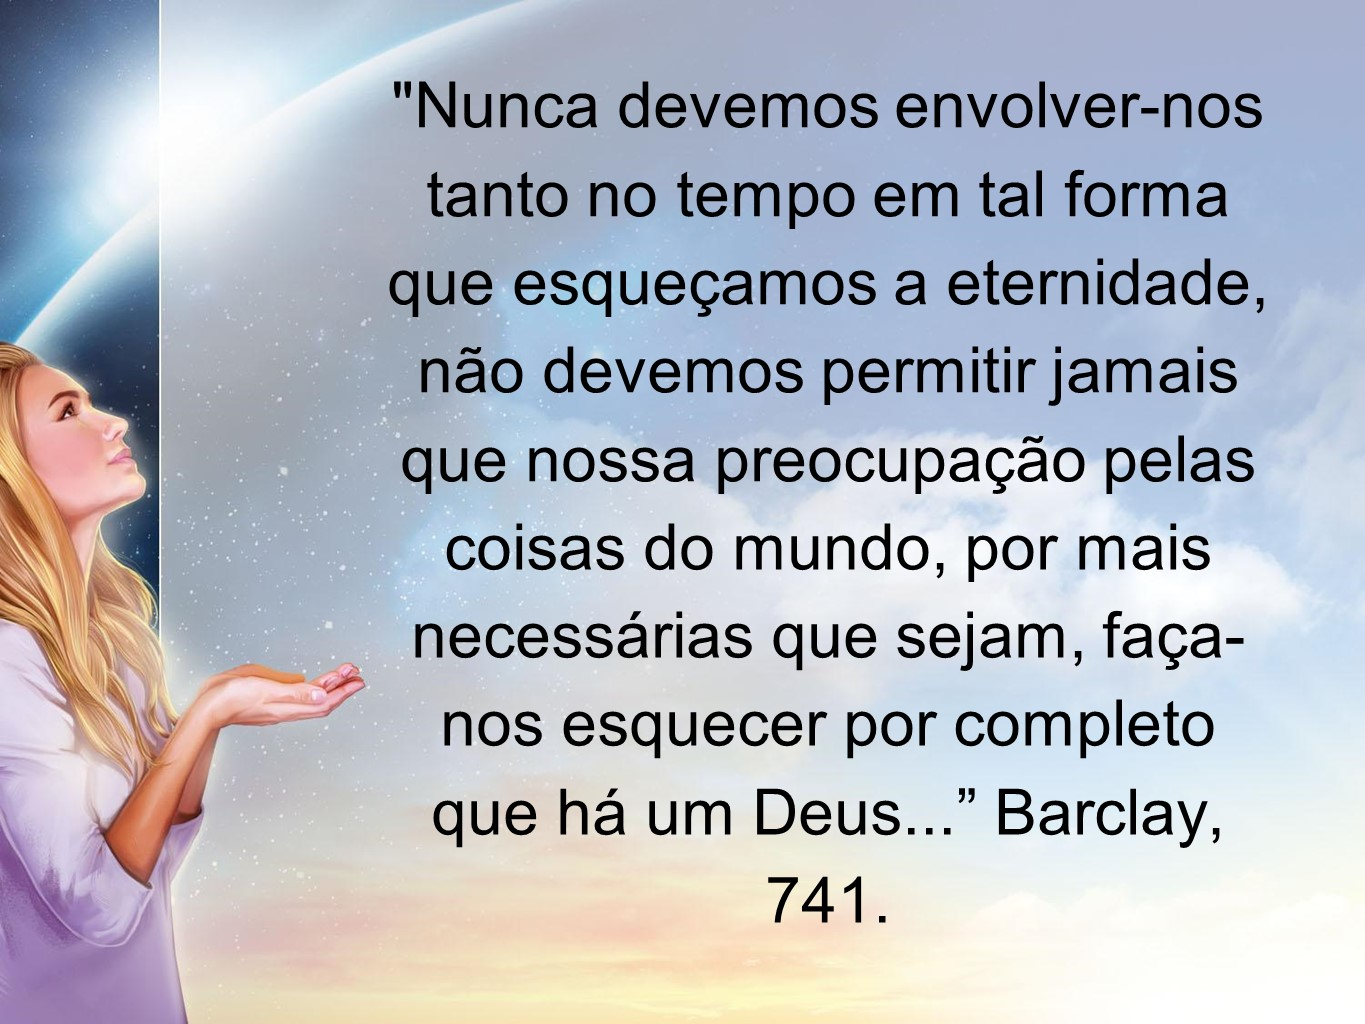 "Nunca devemos envolver-nos
tanto no tempo em tal forma
que esqueçamos a eternidade,
não devemos permitir jamais
que nossa preocupação pelas
coisas do mundo, por mais
necessárias que sejam, faça-
nos esquecer por completo
que há um Deus...” Barclay,
741.